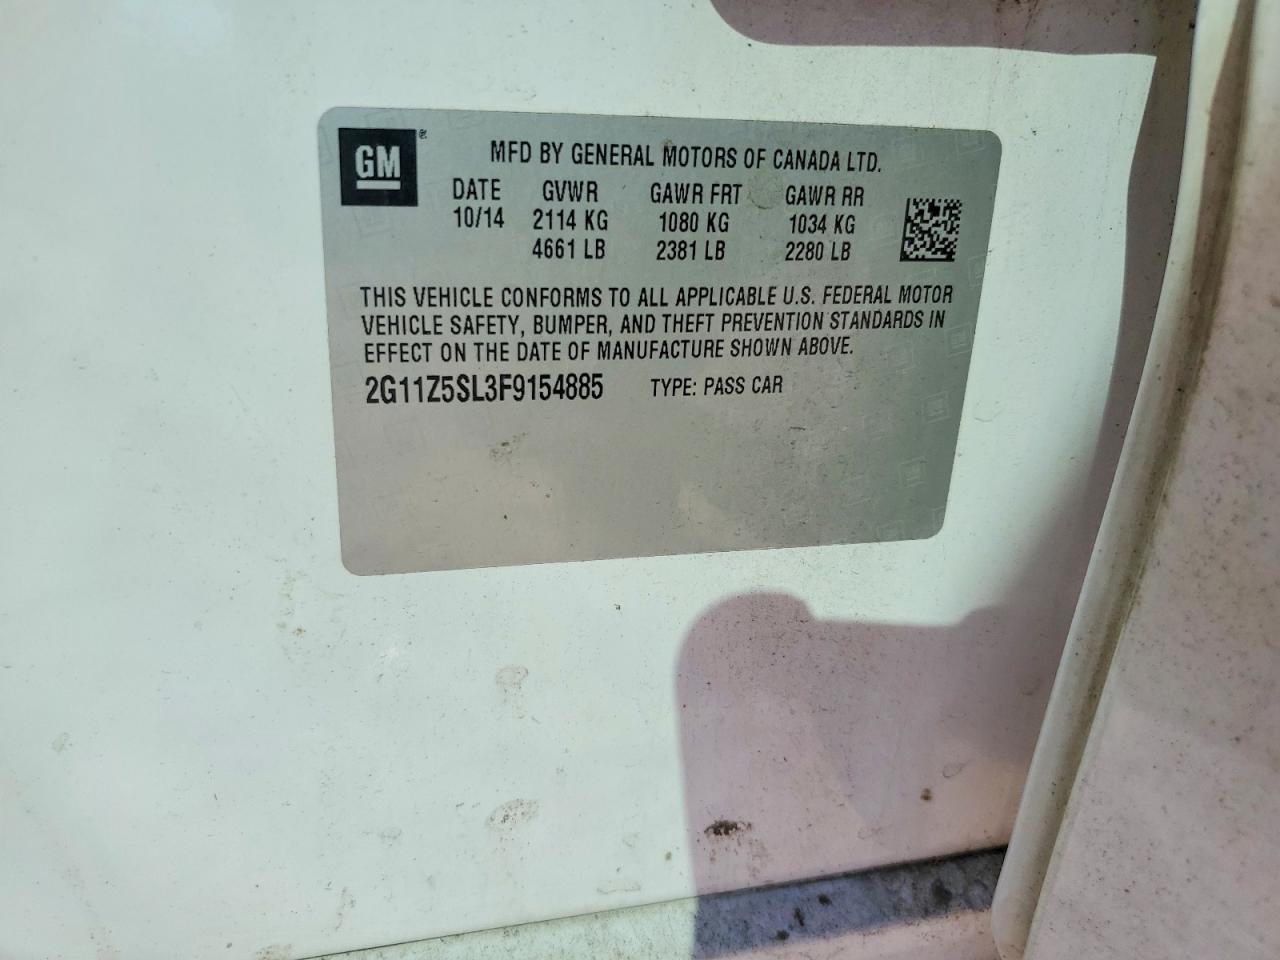 GM ®
MFD BY GENERAL MOTORS OF CANADA LTD.
DATE GVWR GAWR FRT GAWR RR
10/14 2114 KG 1080 KG 1034 KG
4661 LB 2381 LB 2280 LB
THIS VEHICLE CONFORMS TO ALL APPLICABLE U.S. FEDERAL MOTOR
VEHICLE SAFETY, BUMPER, AND THEFT PREVENTION STANDARDS IN
EFFECT ON THE DATE OF MANUFACTURE SHOWN ABOVE.
2G11Z5SL3F9154885 TYPE: PASS CAR